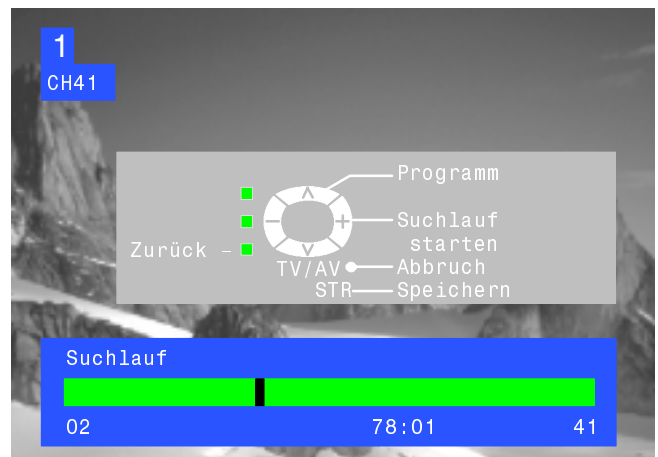 1
CH41
Programm
Suchlauf
starten
Zurück –
TV/AV Abbruch
STR Speichern
Suchlauf
02 78:01 41